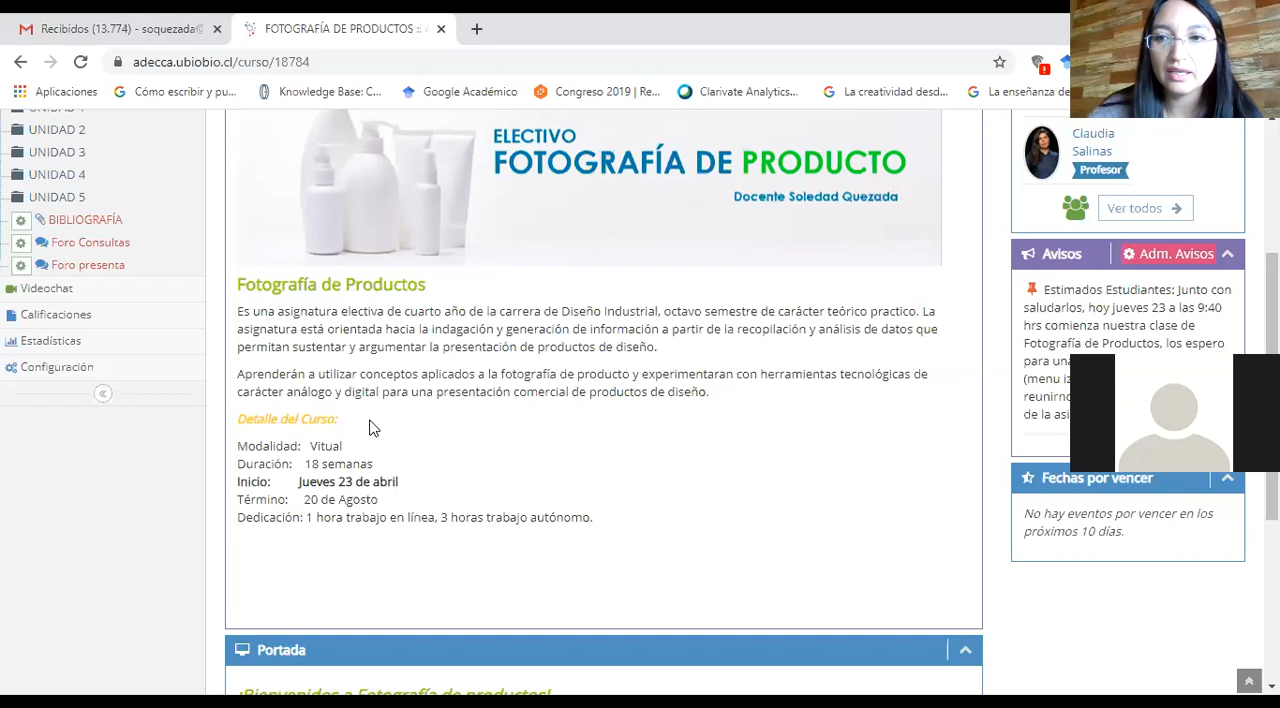 Recibidos (13.774) - soquezada@
FOTOGRAFÍA DE PRODUCTOS ::
adecca.ubiobio.cl/curso/18784
Aplicaciones
Cómo escribir y pu...
Knowledge Base: C...
Google Académico
Congreso 2019 | Re...
Clarivate Analytics...
La creatividad desd...
La enseñanza d
UNIDAD 2
UNIDAD 3
UNIDAD 4
UNIDAD 5
BIBLIOGRAFÍA
Foro Consultas
Foro presenta
Videochat
Calificaciones
Estadísticas
Configuración
ELECTIVO
FOTOGRAFÍA DE PRODUCTO
Docente Soledad Quezada
Fotografía de Productos
Es una asignatura electiva de cuarto año de la carrera de Diseño Industrial, octavo semestre de carácter teórico practico. La
asignatura está orientada hacia la indagación y generación de información a partir de la recopilación y análisis de datos que
permitan sustentar y argumentar la presentación de productos de diseño.
Aprenderán a utilizar conceptos aplicados a la fotografía de producto y experimentaran con herramientas tecnológicas de
carácter análogo y digital para una presentación comercial de productos de diseño.
Detalle del Curso:
Modalidad: Vitual
Duración: 18 semanas
Inicio: Jueves 23 de abril
Término: 20 de Agosto
Dedicación: 1 hora trabajo en línea, 3 horas trabajo autónomo.
Portada
¡Bienvenidos a Fotografía de productos!
Claudia
Salinas
Profesor
Ver todos
Avisos
Adm. Avisos
Estimados Estudiantes: Junto con
saludarlos, hoy jueves 23 a las 9:40
hrs comienza nuestra clase de
Fotografía de Productos, los espero
para una
(menu iz
reunirno
de la asi
Fechas por vencer
No hay eventos por vencer en los
próximos 10 días.